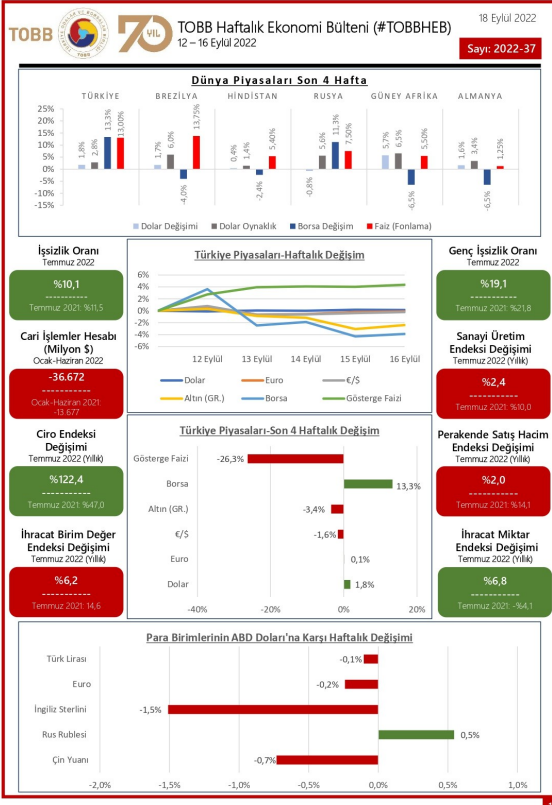 TOBB
70 YIL
TOBB Haftalık Ekonomi Bülteni (#TOBBHEB)
12 – 16 Eylül 2022
18 Eylül 2022
Sayı: 2022-37
Dünya Piyasaları Son 4 Hafta
TÜRKİYE BREZİLYA HİNDİSTAN RUSYA GÜNEY AFRİKA ALMANYA
25%
20%
15%
10%
5%
0%
-5%
-10%
-15%
1,8% 2,8% 13,3% 13,00%
1,7% 6,0% -4,0% 13,75%
0,4% 1,4% -2,4% 5,40%
-0,8% 5,6% 11,3% 7,50%
5,7% 6,5% -6,5% 5,50%
1,6% 3,4% -6,5% 1,25%
Dolar Değişimi Dolar Oynaklık Borsa Değişim Faiz (Fonlama)
İşsizlik Oranı
Temmuz 2022
%10,1
-----------
Temmuz 2021: %11,5
Cari İşlemler Hesabı
(Milyon $)
Ocak-Haziran 2022
-36.672
-----------
Ocak-Haziran 2021:
-13.677
Ciro Endeksi
Değişimi
Temmuz 2022 (Yıllık)
%122,4
-----------
Temmuz 2021: %47,0
İhracat Birim Değer
Endeksi Değişimi
Temmuz 2022 (Yıllık)
%6,2
-----------
Temmuz 2021: 14,6
Türkiye Piyasaları-Haftalık Değişim
6%
4%
2%
0%
-2%
-4%
-6%
12 Eylül 13 Eylül 14 Eylül 15 Eylül 16 Eylül
Dolar Euro €/$
Altın (GR.) Borsa Gösterge Faizi
Türkiye Piyasaları-Son 4 Haftalık Değişim
Gösterge Faizi -26,3%
Borsa 13,3%
Altın (GR.) -3,4%
€/$ -1,6%
Euro 0,1%
Dolar 1,8%
-40% -20% 0% 20%
Genç İşsizlik Oranı
Temmuz 2022
%19,1
-----------
Temmuz 2021: %21,8
Sanayi Üretim
Endeksi Değişimi
Temmuz 2022 (Yıllık)
%2,4
-----------
Temmuz 2021: %10,0
Perakende Satış Hacim
Endeksi Değişimi
Temmuz 2022 (Yıllık)
%2,0
-----------
Temmuz 2021: %14,1
İhracat Miktar
Endeksi Değişimi
Temmuz 2022 (Yıllık)
%6,8
-----------
Temmuz 2021: -%4,1
Para Birimlerinin ABD Doları'na Karşı Haftalık Değişimi
Türk Lirası -0,1%
Euro -0,2%
İngiliz Sterlini -1,5%
Rus Rublesi 0,5%
Çin Yuanı -0,7%
-2,0% -1,5% -1,0% -0,5% 0,0% 0,5% 1,0%